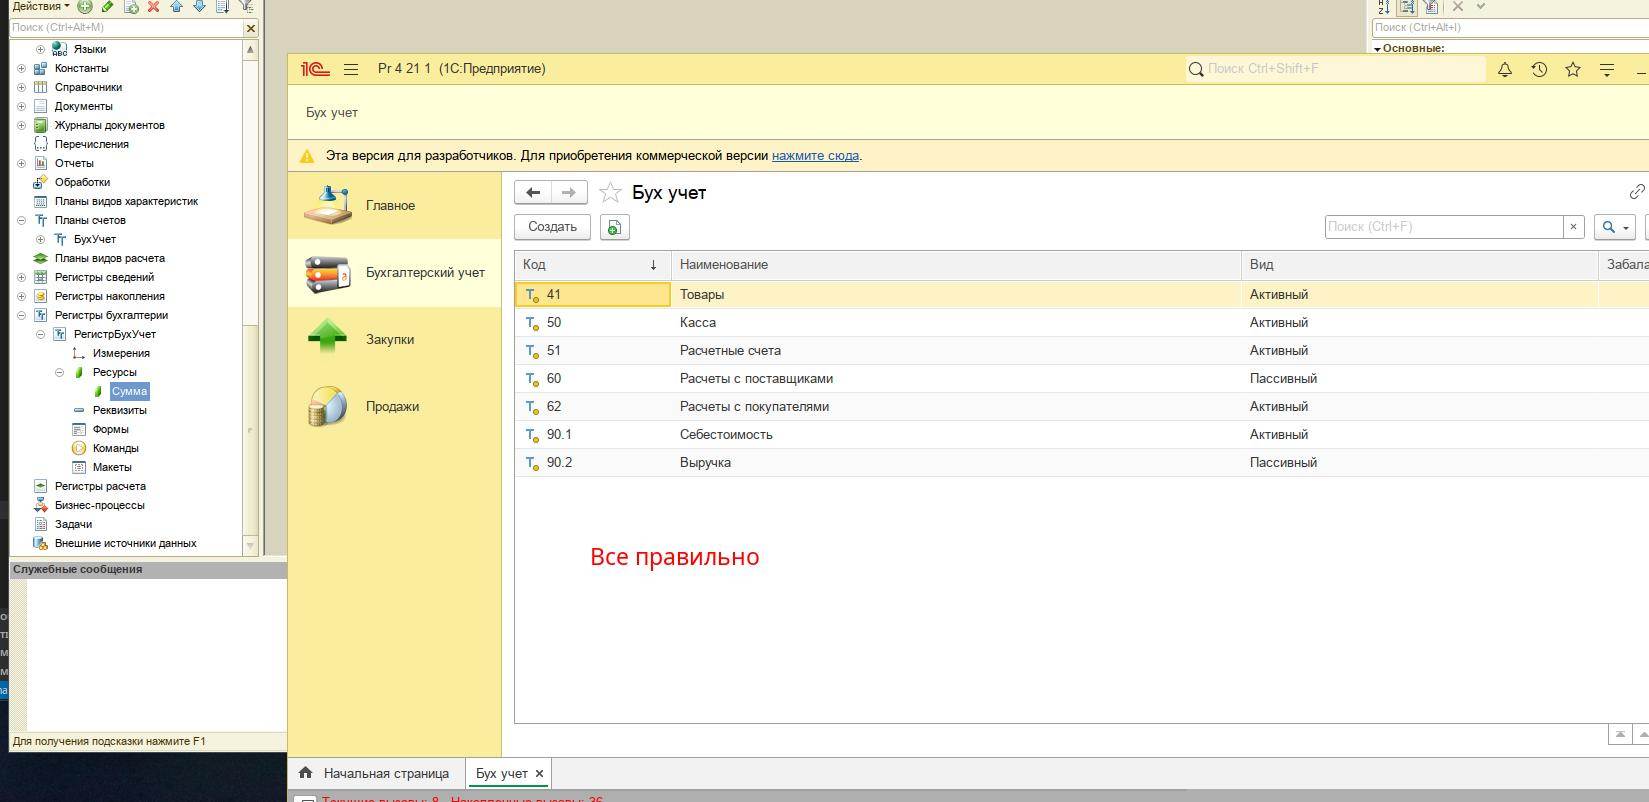 Действия
Поиск (Ctrl+Alt+M)
Языки
Константы
Справочники
Документы
Журналы документов
Перечисления
Отчеты
Обработки
Планы видов характеристик
Планы счетов
БухУчет
Планы видов расчета
Регистры сведений
Регистры накопления
Регистры бухгалтерии
РегистрБухУчет
Измерения
Ресурсы
Сумма
Реквизиты
Формы
Команды
Макеты
Регистры расчета
Бизнес-процессы
Задачи
Внешние источники данных
Служебные сообщения
Для получения подсказки нажмите F1
Поиск (Ctrl+Alt+I)
Основные:
Pr 4 21 1 (1С:Предприятие)
Поиск Ctrl+Shift+F
Бух учет
Эта версия для разработчиков. Для приобретения коммерческой версии нажмите сюда.
Главное
Бухгалтерский учет
Закупки
Продажи
Бух учет
Создать
Поиск (Ctrl+F)
Код Наименование Вид
41 Товары Активный
50 Касса Активный
51 Расчетные счета Активный
60 Расчеты с поставщиками Пассивный
62 Расчеты с покупателями Активный
90.1 Себестоимость Активный
90.2 Выручка Пассивный
Все правильно
Начальная страница
Бух учет
Текущие вызовы: 8 Накопленные вызовы: 36